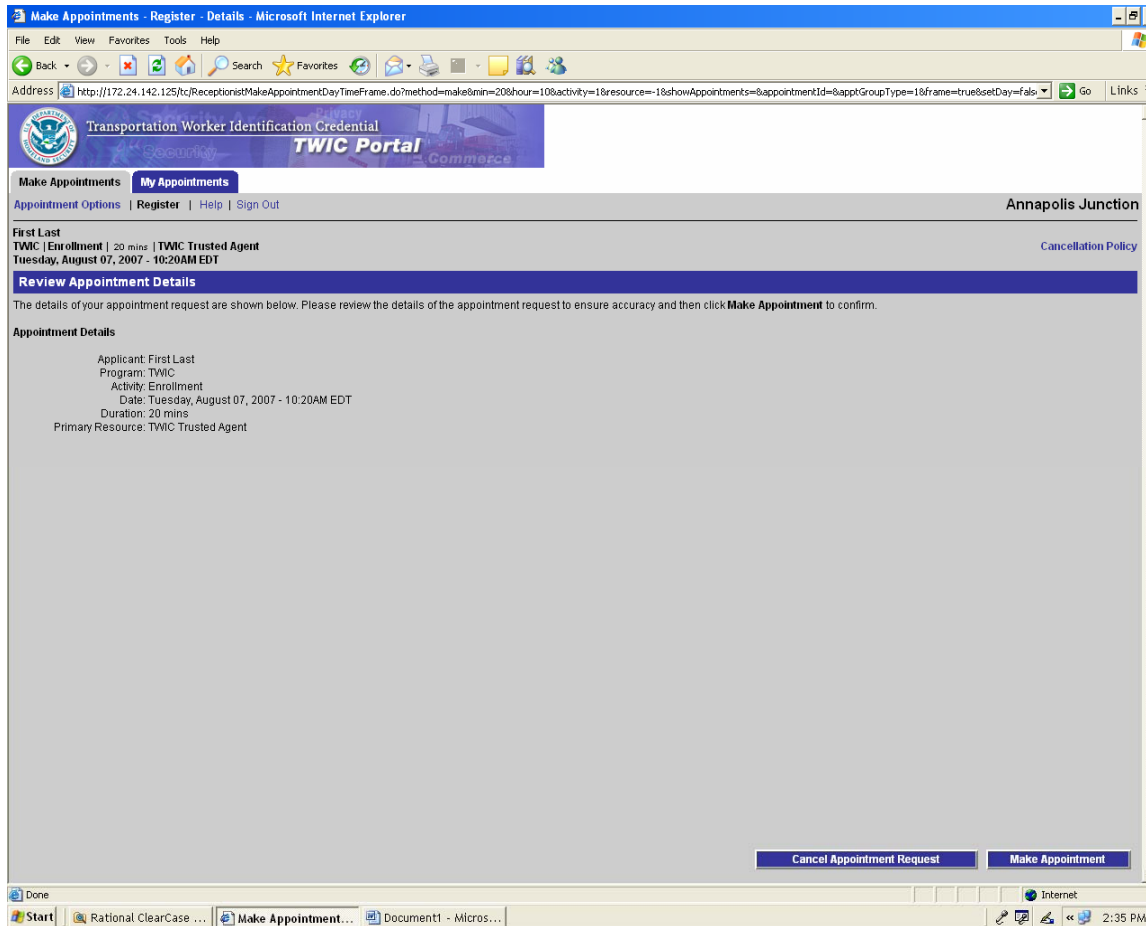 Make Appointments - Register - Details - Microsoft Internet Explorer
File Edit View Favorites Tools Help
Back Search Favorites
Address http://172.24.142.125/tc/ReceptionistMakeAppointmentDayTimeFrame.do?method=make&min=20&hour=10&activity=1&resource=-1&showAppointments=&appointmentId=&apptGroupType=1&frame=true&setDay=fals Go Links
Transportation Worker Identification Credential
TWIC Portal
Privacy
Security
Commerce
Make Appointments My Appointments
Appointment Options | Register | Help | Sign Out Annapolis Junction
First Last
TWIC | Enrollment | 20 mins | TWIC Trusted Agent Cancellation Policy
Tuesday, August 07, 2007 - 10:20AM EDT
Review Appointment Details
The details of your appointment request are shown below. Please review the details of the appointment request to ensure accuracy and then click Make Appointment to confirm.
Appointment Details
Applicant: First Last
Program: TWIC
Activity: Enrollment
Date: Tuesday, August 07, 2007 - 10:20AM EDT
Duration: 20 mins
Primary Resource: TWIC Trusted Agent
Cancel Appointment Request Make Appointment
Done Internet
Start Rational ClearCase ... Make Appointment... Document1 - Micros... 2:35 PM